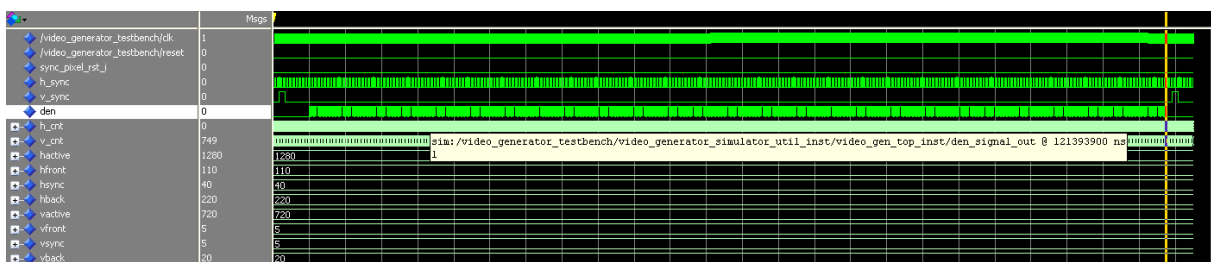 Msgs
/video_generator_testbench/clk 1
/video_generator_testbench/reset 0
sync_pixel_rst_i 0
h_sync 0
v_sync 0
den 0
h_cnt 0
v_cnt 749
sim:/video_generator_testbench/video_generator_simulator_util_inst/video_gen_top_inst/den_signal_out @ 121393900 ns
1
hactive 1280 1280
hfront 110 110
hsync 40 40
hback 220 220
vactive 720 720
vfront 5 5
vsync 5 5
vback 20 20